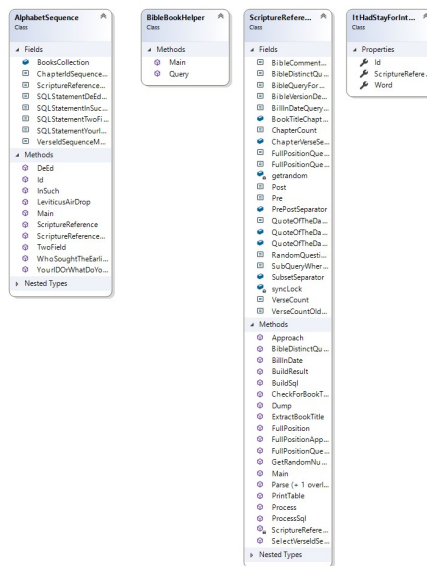 AlphabetSequence
Class
Fields
BooksCollection
ChapterIdSequence...
ScriptureReference...
SQLStatementDeEd...
SQLStatementInSuc...
SQLStatementTwoFi...
SQLStatementYourI...
VerseIdSequenceM...
Methods
DeEd
Id
InSuch
LeviticusAirDrop
Main
ScriptureReference
ScriptureReference...
TwoField
WhoSoughtTheEarli...
YourIDOrWhatDoYo...
Nested Types
BibleBookHelper
Class
Methods
Main
Query
ScriptureRefere...
Class
Fields
BibleComment...
BibleDistinctQu...
BibleQueryFor...
BibleVersionDe...
BillInDateQuery...
BookTitleChapt...
ChapterCount
ChapterVerseSe...
FullPositionQue...
FullPositionQue...
getrandom
Post
Pre
PrePostSeparator
QuoteOfTheDa...
QuoteOfTheDa...
QuoteOfTheDa...
RandomQuesti...
SubQueryWher...
SubsetSeparator
syncLock
VerseCount
VerseCountOld...
Methods
Approach
BibleDistinctQu...
BillInDate
BuildResult
BuildSql
CheckForBookT...
Dump
ExtractBookTitle
FullPosition
FullPositionApp...
FullPositionQue...
GetRandomNu...
Main
Parse (+ 1 overl...
PrintTable
Process
ProcessSql
ScriptureRefere...
SelectVerseIdSe...
Nested Types
ItHadStayForInt...
Class
Properties
Id
ScriptureRefere...
Word